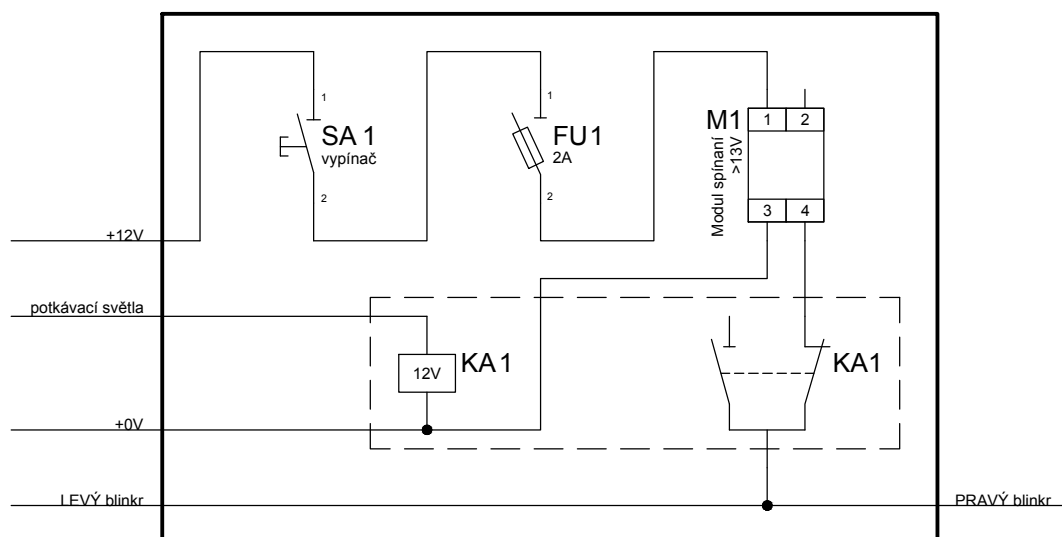 1
SA 1
vypínač
2
1
FU1
2A
2
M1
1 2
Modul spínaní
>13V
3 4
+12V
potkávací světla
12V
KA1
KA1
+0V
LEVÝ blinkr
PRAVÝ blinkr